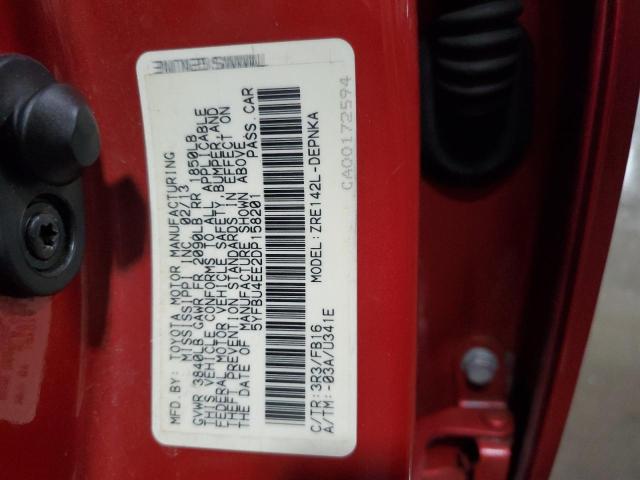 MFD. BY: TOYOTA MOTOR MANUFACTURING
MISSISSIPPI INC. 02/13
GVWR 3840LB GAWR FR 2090LB RR 1850LB
THIS VEHICLE CONFORMS TO ALL APPLICABLE
FEDERAL MOTOR VEHICLE SAFETY, BUMPER, AND
THEFT PREVENTION STANDARDS IN EFFECT ON
THE DATE OF MANUFACTURE SHOWN ABOVE.
5YFBU4EE2DP158201 PASS. CAR
C/TR: 3R3/FB16 MODEL: ZRE142L-DEPNKA
A/TM: -03A/U341E
CA00172594
GENUINE